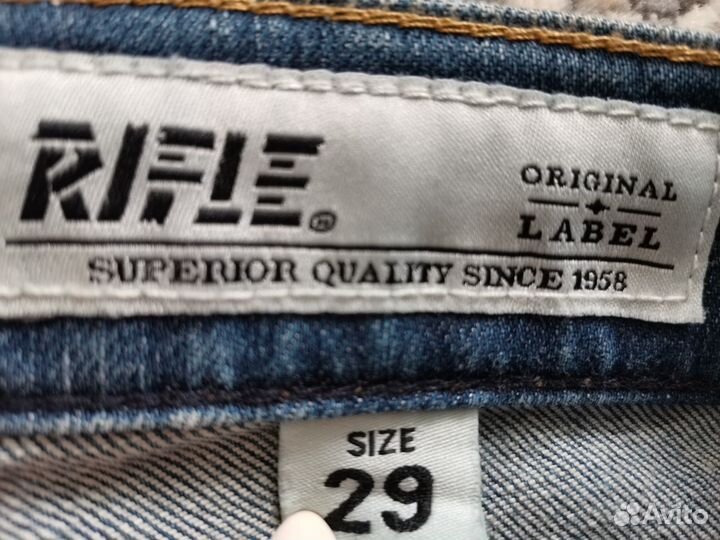 RIFLE®
ORIGINAL
LABEL
SUPERIOR QUALITY SINCE 1958
SIZE
29
Avito